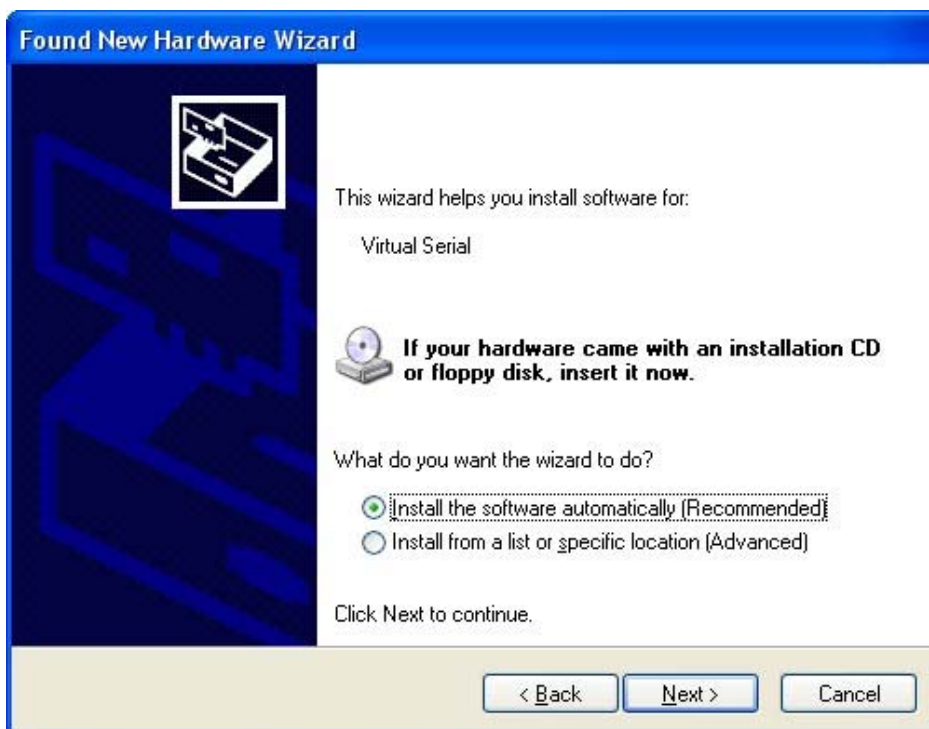 Found New Hardware Wizard
This wizard helps you install software for:
Virtual Serial
If your hardware came with an installation CD
or floppy disk, insert it now.
What do you want the wizard to do?
Install the software automatically (Recommended)
Install from a list or specific location (Advanced)
Click Next to continue.
< Back
Next >
Cancel